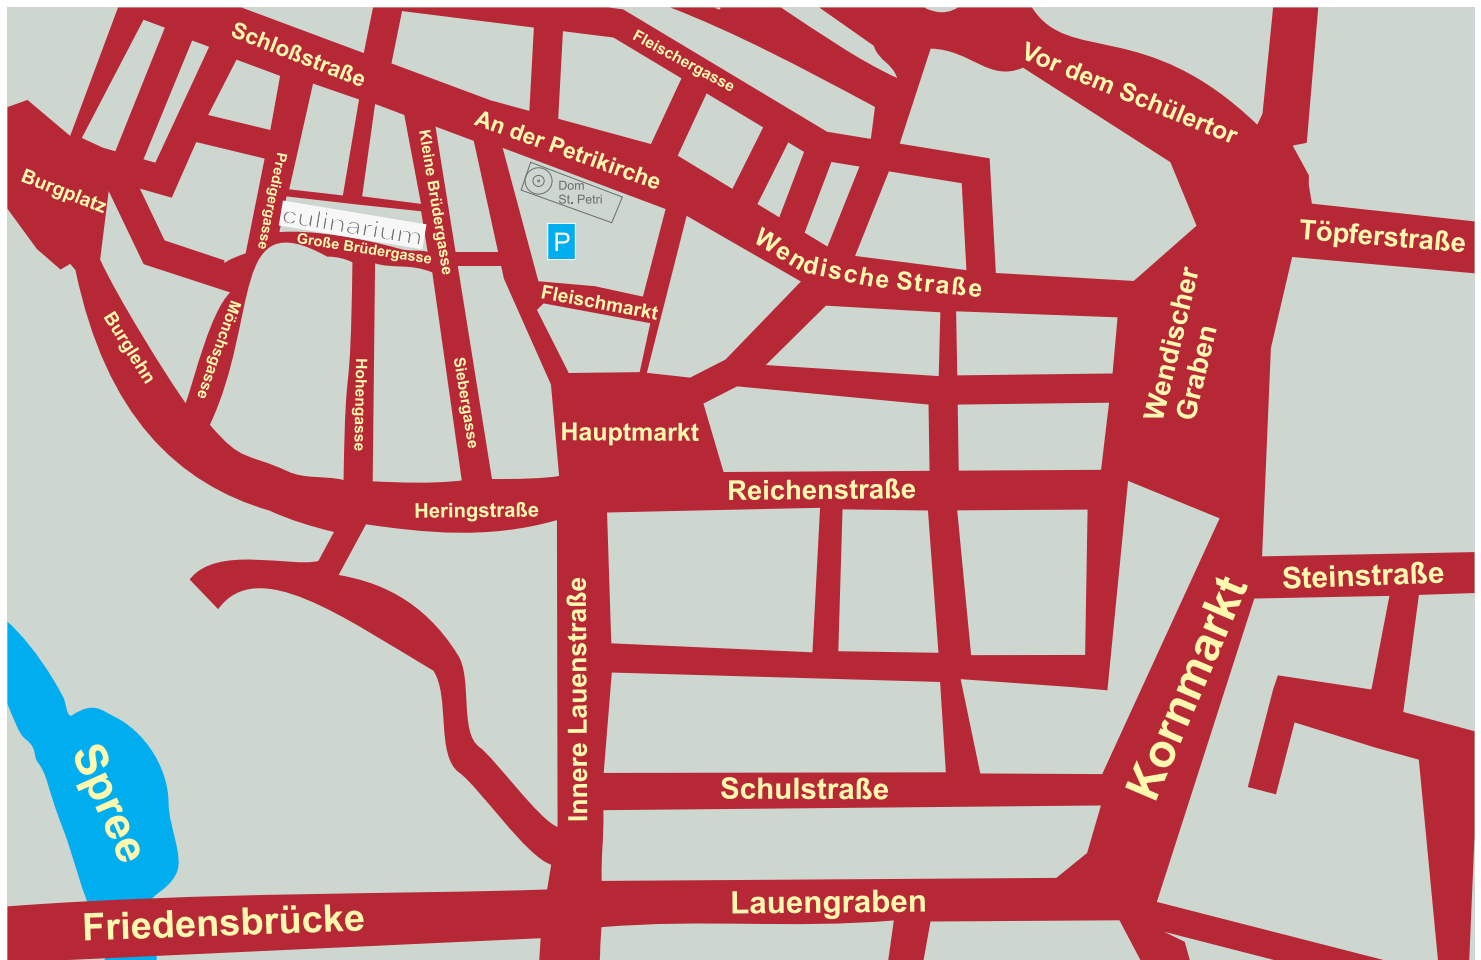 Schloßstraße
Fleischergasse
Vor dem Schülertor
An der Petrikirche
Kleine Brüdergasse
Predigergasse
Burgplatz
Dom
St. Petri
P
culinarium
Große Brüdergasse
Wendische Straße
Töpferstraße
Fleischmarkt
Wendischer
Graben
Burglehn
Mönchsgasse
Hohengasse
Siebergasse
Hauptmarkt
Reichenstraße
Heringstraße
Steinstraße
Innere Lauenstraße
Kornmarkt
Spree
Schulstraße
Lauengraben
Friedensbrücke